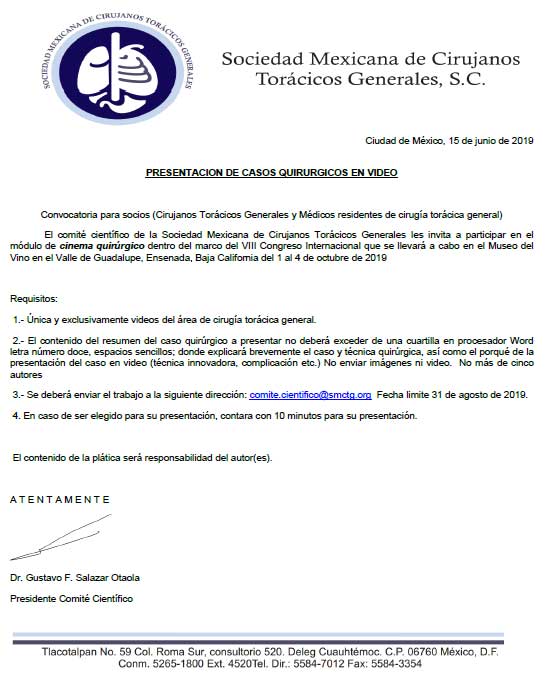 SOCIEDAD MEXICANA DE CIRUJANOS TORÁCICOS GENERALES
Sociedad Mexicana de Cirujanos
Torácicos Generales, S.C.
Ciudad de México, 15 de junio de 2019
PRESENTACION DE CASOS QUIRURGICOS EN VIDEO
Convocatoria para socios (Cirujanos Torácicos Generales y Médicos residentes de cirugía torácica general)
El comité científico de la Sociedad Mexicana de Cirujanos Torácicos Generales les invita a participar en el
módulo de cinema quirúrgico dentro del marco del VIII Congreso Internacional que se llevará a cabo en el Museo del
Vino en el Valle de Guadalupe, Ensenada, Baja California del 1 al 4 de octubre de 2019
Requisitos:
1.- Única y exclusivamente videos del área de cirugía torácica general.
2.- El contenido del resumen del caso quirúrgico a presentar no deberá exceder de una cuartilla en procesador Word
letra número doce, espacios sencillos; donde explicará brevemente el caso y técnica quirúrgica, así como el porqué de la
presentación del caso en video (técnica innovadora, complicación etc.) No enviar imágenes ni video. No más de cinco
autores
3.- Se deberá enviar el trabajo a la siguiente dirección: comite.cientifico@smctg.org Fecha limite 31 de agosto de 2019.
4. En caso de ser elegido para su presentación, contara con 10 minutos para su presentación.
El contenido de la plática será responsabilidad del autor(es).
A T E N T A M E N T E
Dr. Gustavo F. Salazar Otaola
Presidente Comité Científico
Tlacotalpan No. 59 Col. Roma Sur, consultorio 520. Deleg Cuauhtémoc. C.P. 06760 México, D.F.
Conm. 5265-1800 Ext. 4520Tel. Dir.: 5584-7012 Fax: 5584-3354